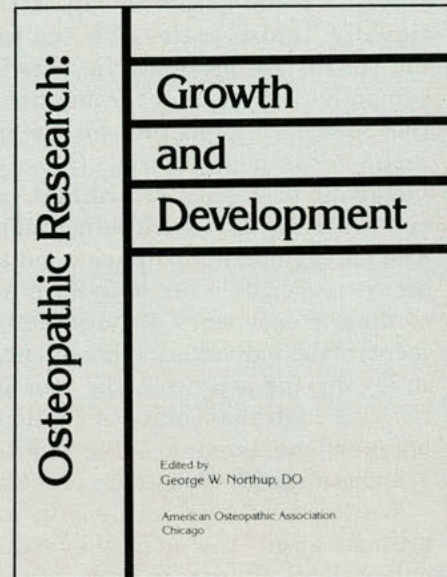 Osteopathic Research:
Growth
and
Development
Edited by
George W. Northup, DO
American Osteopathic Association
Chicago